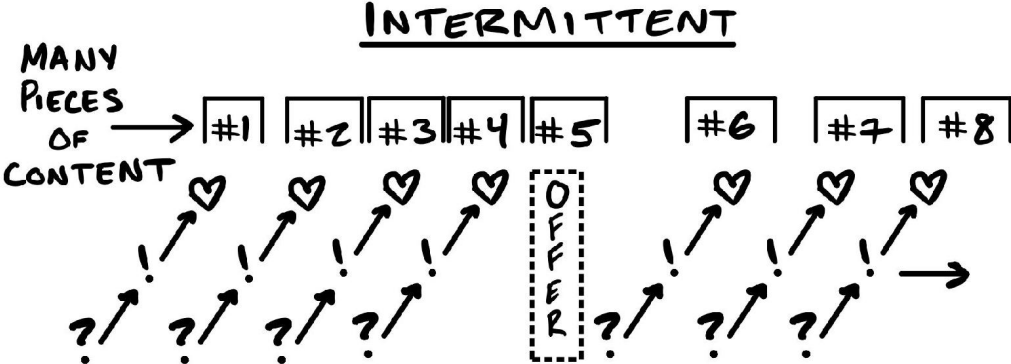 INTERMITTENT
MANY
PIECES
OF
CONTENT
#1 #2 #3 #4 #5 #6 #7 #8
OFFER
! ! ! ! ! ! !
? ? ? ? ? ? ?